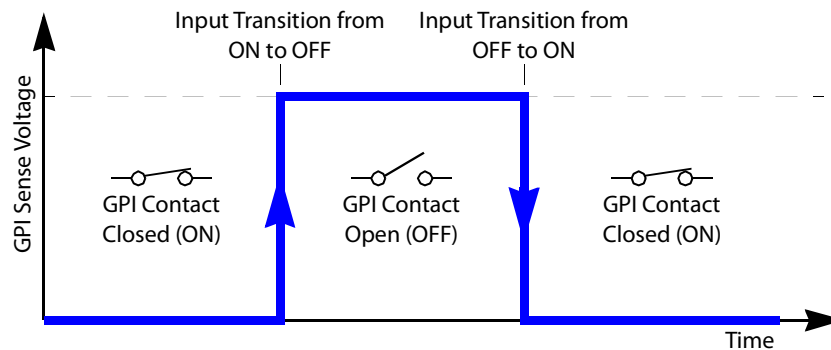 Input Transition from
ON to OFF
Input Transition from
OFF to ON
GPI Sense Voltage
GPI Contact
Closed (ON)
GPI Contact
Open (OFF)
GPI Contact
Closed (ON)
Time